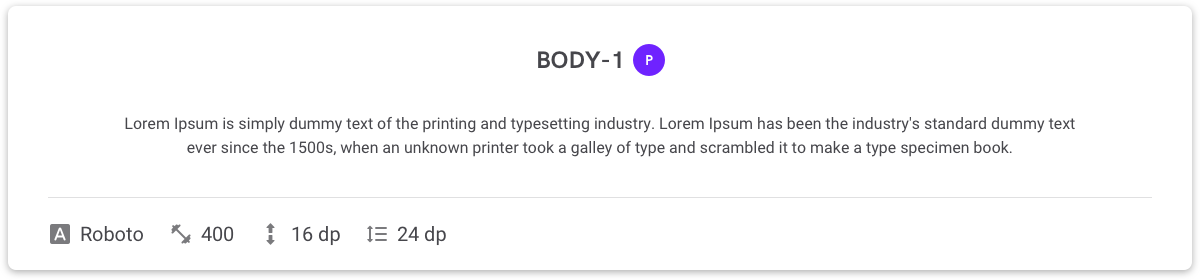 BODY-1 P
Lorem Ipsum is simply dummy text of the printing and typesetting industry. Lorem Ipsum has been the industry's standard dummy text
ever since the 1500s, when an unknown printer took a galley of type and scrambled it to make a type specimen book.
A Roboto 400 16 dp 24 dp